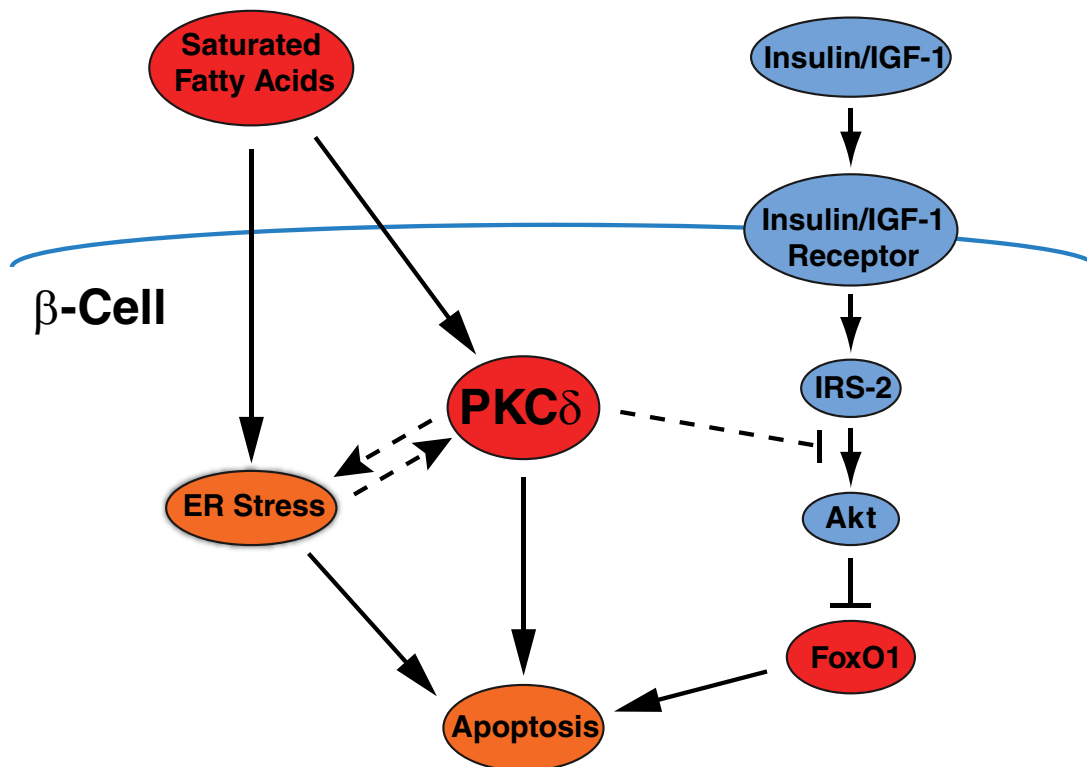 Saturated
Fatty Acids
Insulin/IGF-1
Insulin/IGF-1
Receptor
β-Cell
IRS-2
PKCδ
ER Stress
Akt
FoxO1
Apoptosis